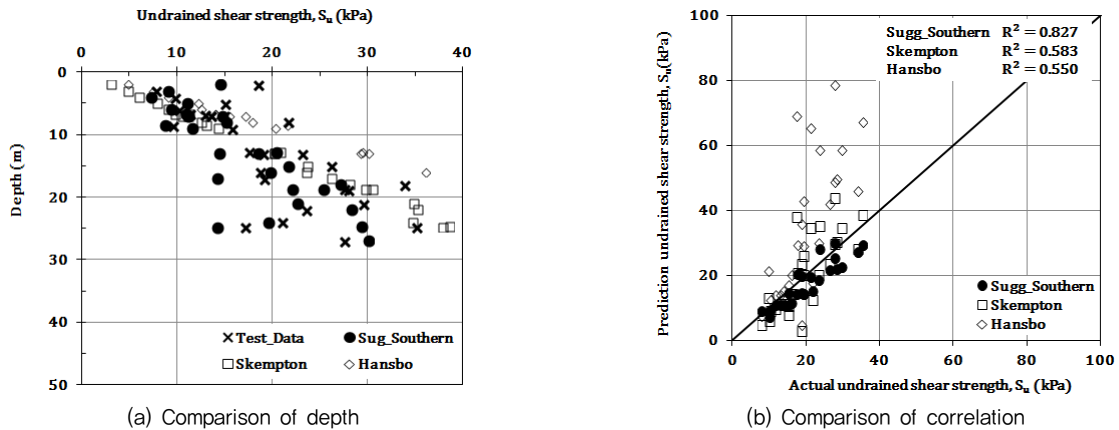 Undrained shear strength, Su (kPa)
0 10 20 30 40
Depth (m)
0
10
20
30
40
50
Test_Data
Sug_Southern
Skempton
Hansbo
(a) Comparison of depth
Prediction undrained shear strength, Su(kPa)
100
80
60
40
20
0
Sugg_Southern R² = 0.827
Skempton R² = 0.583
Hansbo R² = 0.550
Sugg_Southern
Skempton
Hansbo
0 20 40 60 80 100
Actual undrained shear strength, Su (kPa)
(b) Comparison of correlation